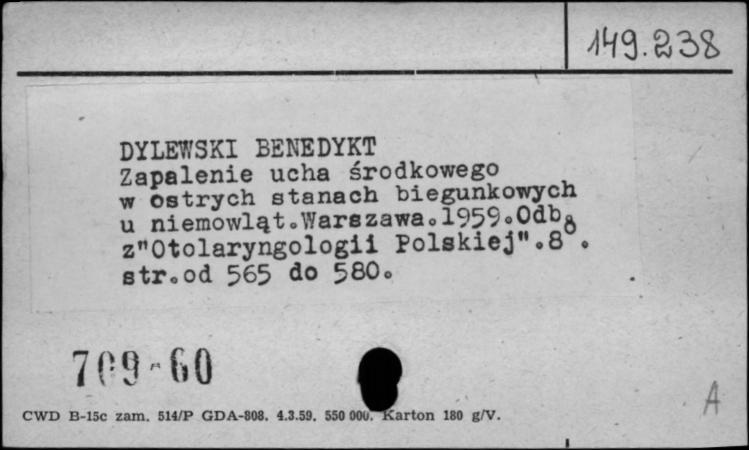 149.238
DYLEWSKI BENEDYKT
Zapalenie ucha środkowego
w ostrych stanach biegunkowych
u niemowląt.Warszawa.1959.Odb.
z"Otolaryngologii Polskiej".8°.
str.od 565 do 580.
709-60
CWD B-15c zam. 514/P GDA-808. 4.3.59. 550 000. Karton 180 g/V.
A